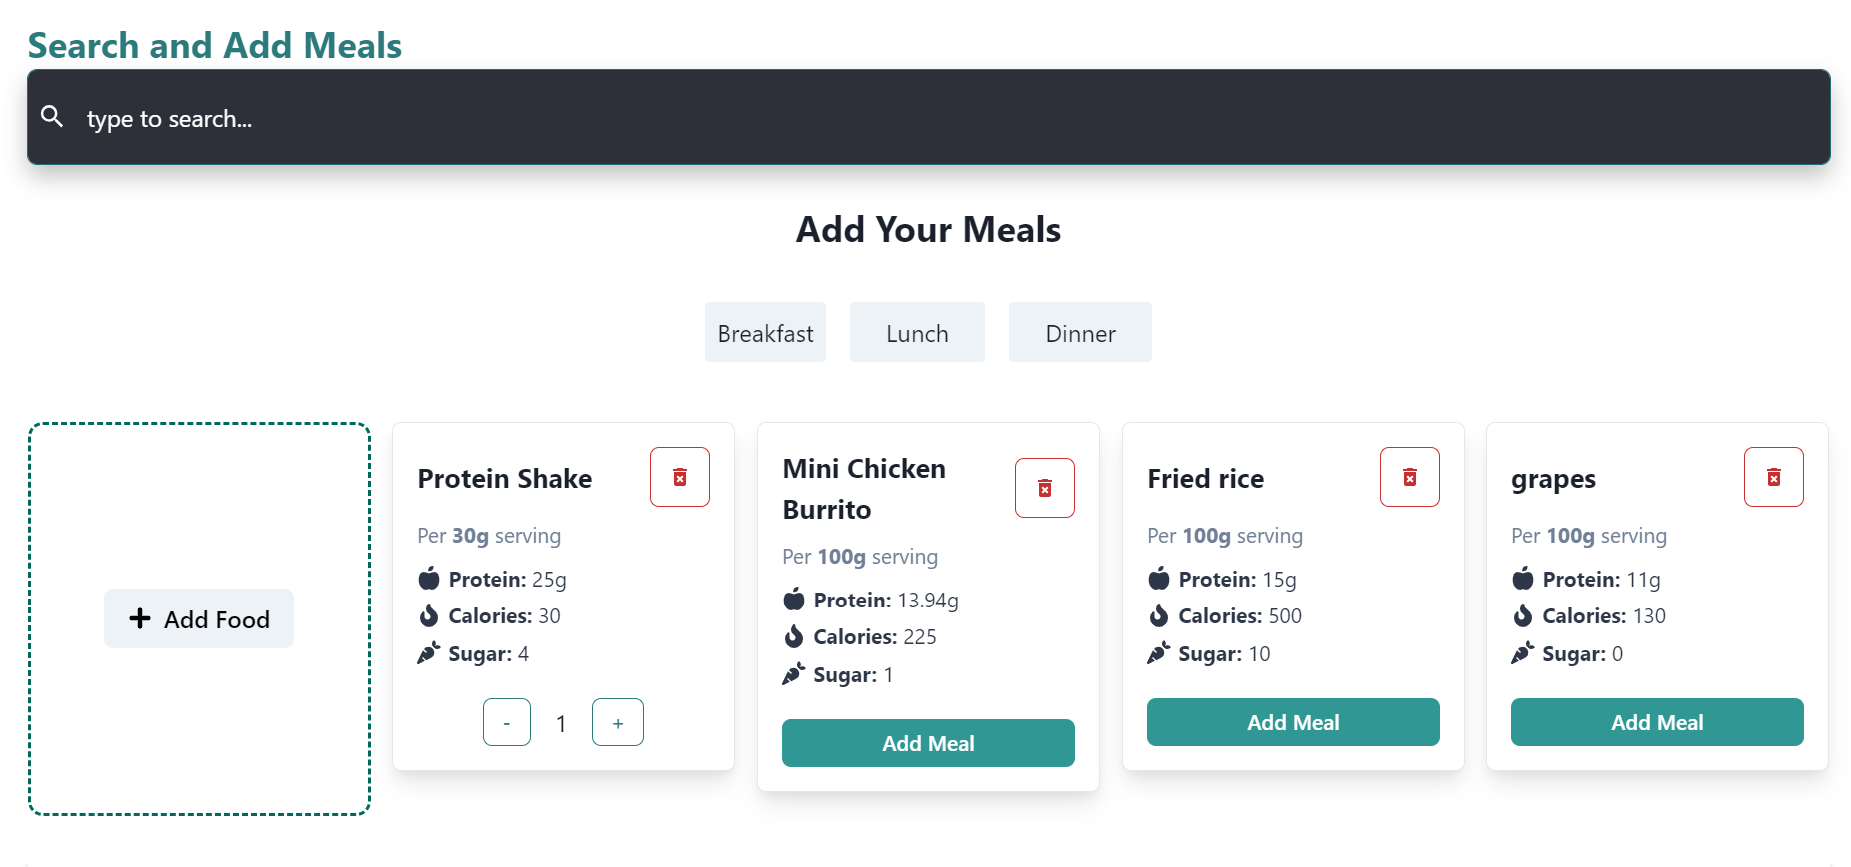 Search and Add Meals
type to search...
Add Your Meals
Breakfast
Lunch
Dinner
Add Food
Protein Shake
Per 30g serving
Protein: 25g
Calories: 30
Sugar: 4
- 1 +
Mini Chicken
Burrito
Per 100g serving
Protein: 13.94g
Calories: 225
Sugar: 1
Add Meal
Fried rice
Per 100g serving
Protein: 15g
Calories: 500
Sugar: 10
Add Meal
grapes
Per 100g serving
Protein: 11g
Calories: 130
Sugar: 0
Add Meal